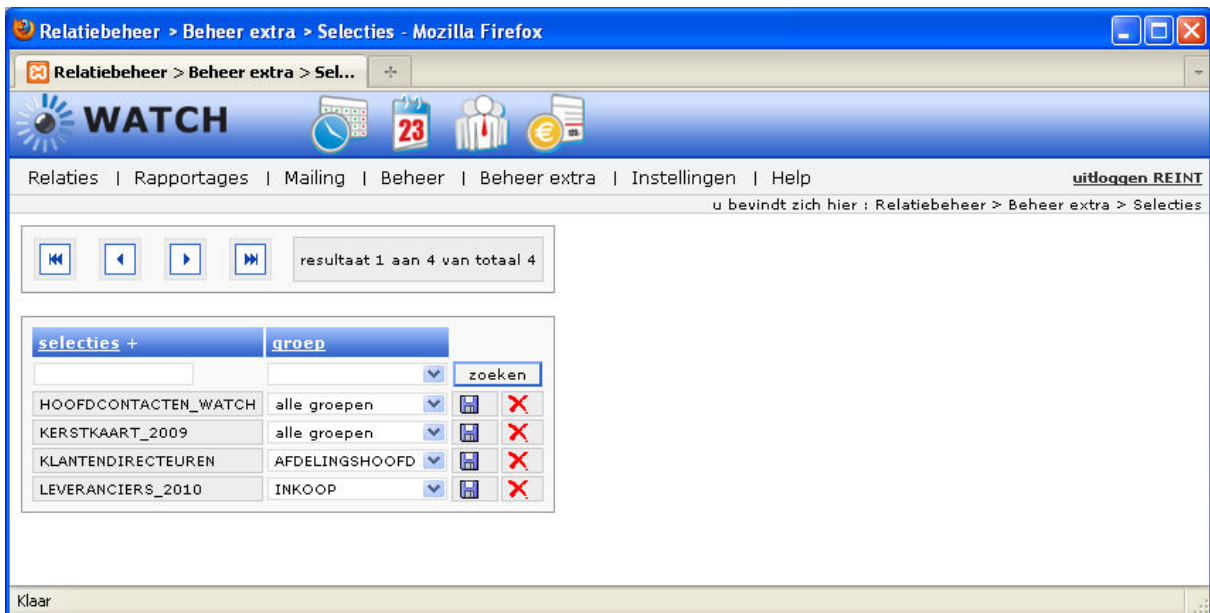 Relatiebeheer > Beheer extra > Selecties - Mozilla Firefox
Relatiebeheer > Beheer extra > Sel...
WATCH
23
Relaties | Rapportages | Mailing | Beheer | Beheer extra | Instellingen | Help uitloggen REINT
u bevindt zich hier : Relatiebeheer > Beheer extra > Selecties
resultaat 1 aan 4 van totaal 4
selecties + groep
zoeken
HOOFDCONTACTEN_WATCH alle groepen
KERSTKAART_2009 alle groepen
KLANTENDIRECTEUREN AFDELINGSHOOFD
LEVERANCIERS_2010 INKOOP
Klaar